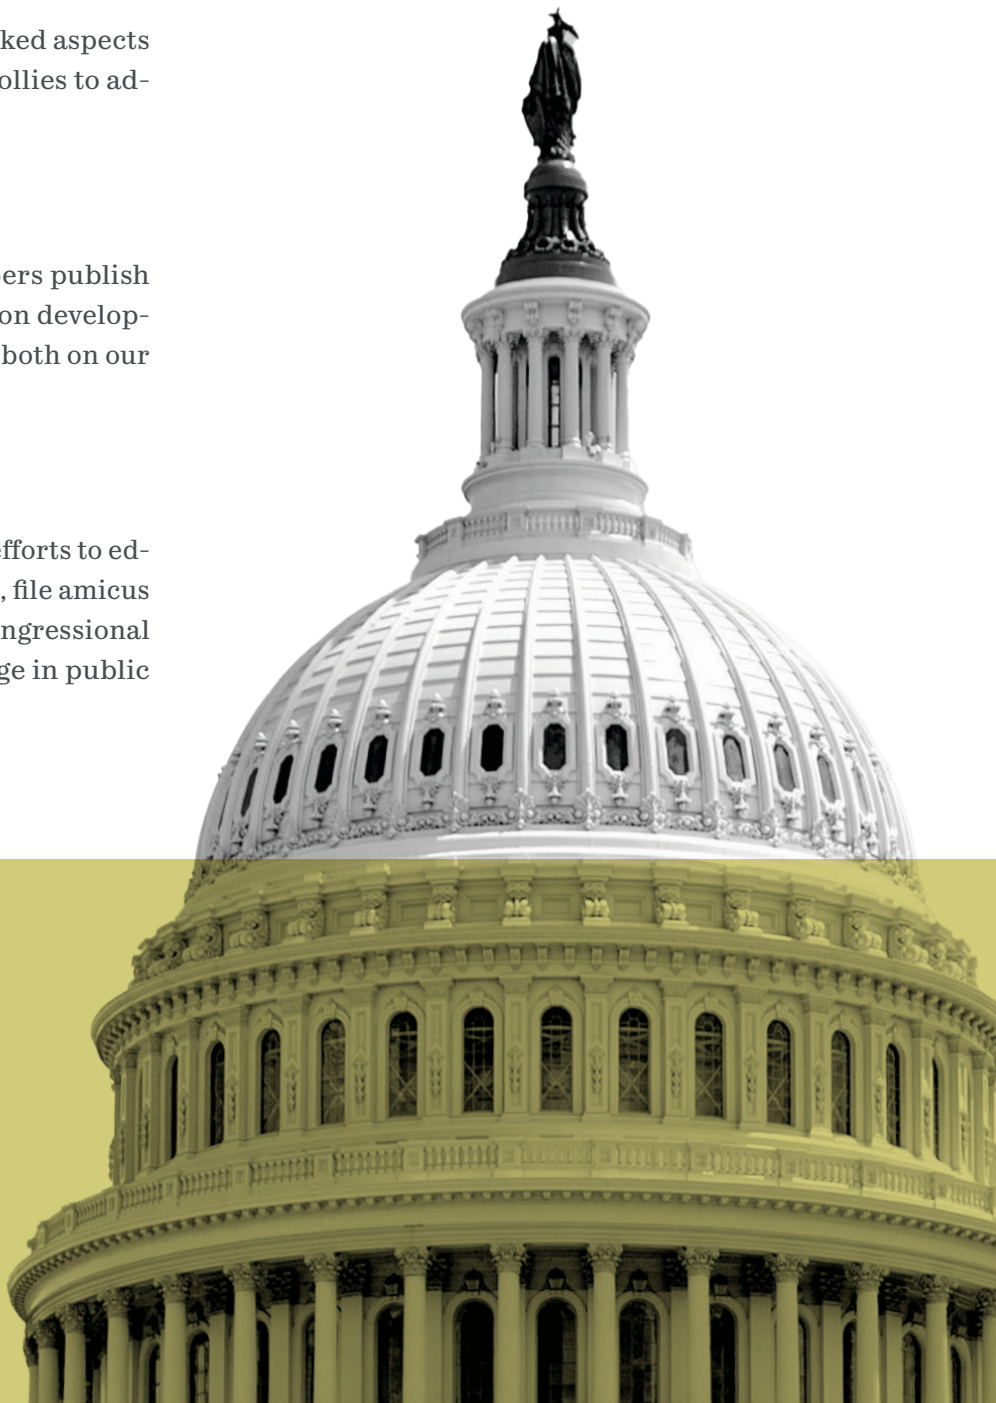 ked aspects
ollies to ad-
ers publish
on develop-
both on our
efforts to ed-
, file amicus
ngressional
ge in public